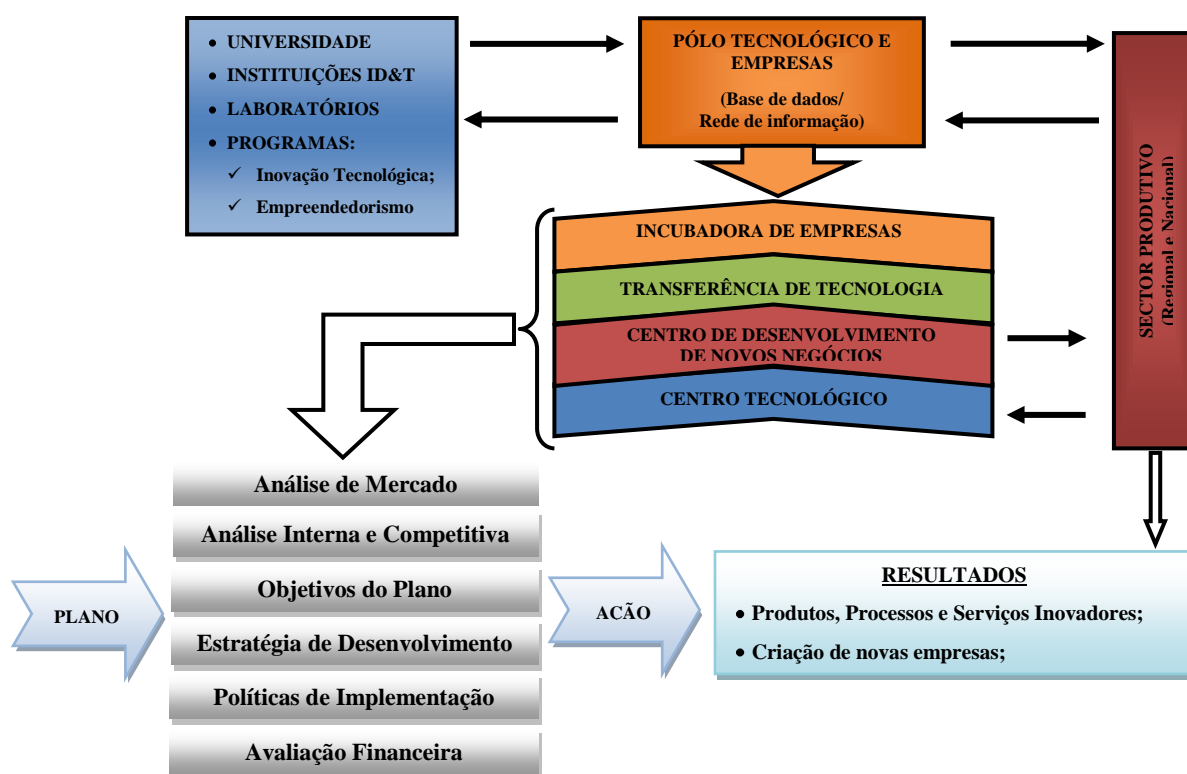 • UNIVERSIDADE
• INSTITUIÇÕES ID&T
• LABORATÓRIOS
• PROGRAMAS:
✓ Inovação Tecnológica;
✓ Empreendedorismo
PÓLO TECNOLÓGICO E
EMPRESAS
(Base de dados/
Rede de informação)
SECTOR PRODUTIVO
(Regional e Nacional)
INCUBADORA DE EMPRESAS
TRANSFERÊNCIA DE TECNOLOGIA
CENTRO DE DESENVOLVIMENTO
DE NOVOS NEGÓCIOS
CENTRO TECNOLÓGICO
PLANO
Análise de Mercado
Análise Interna e Competitiva
Objetivos do Plano
Estratégia de Desenvolvimento
Políticas de Implementação
Avaliação Financeira
ACÃO
RESULTADOS
• Produtos, Processos e Serviços Inovadores;
• Criação de novas empresas;